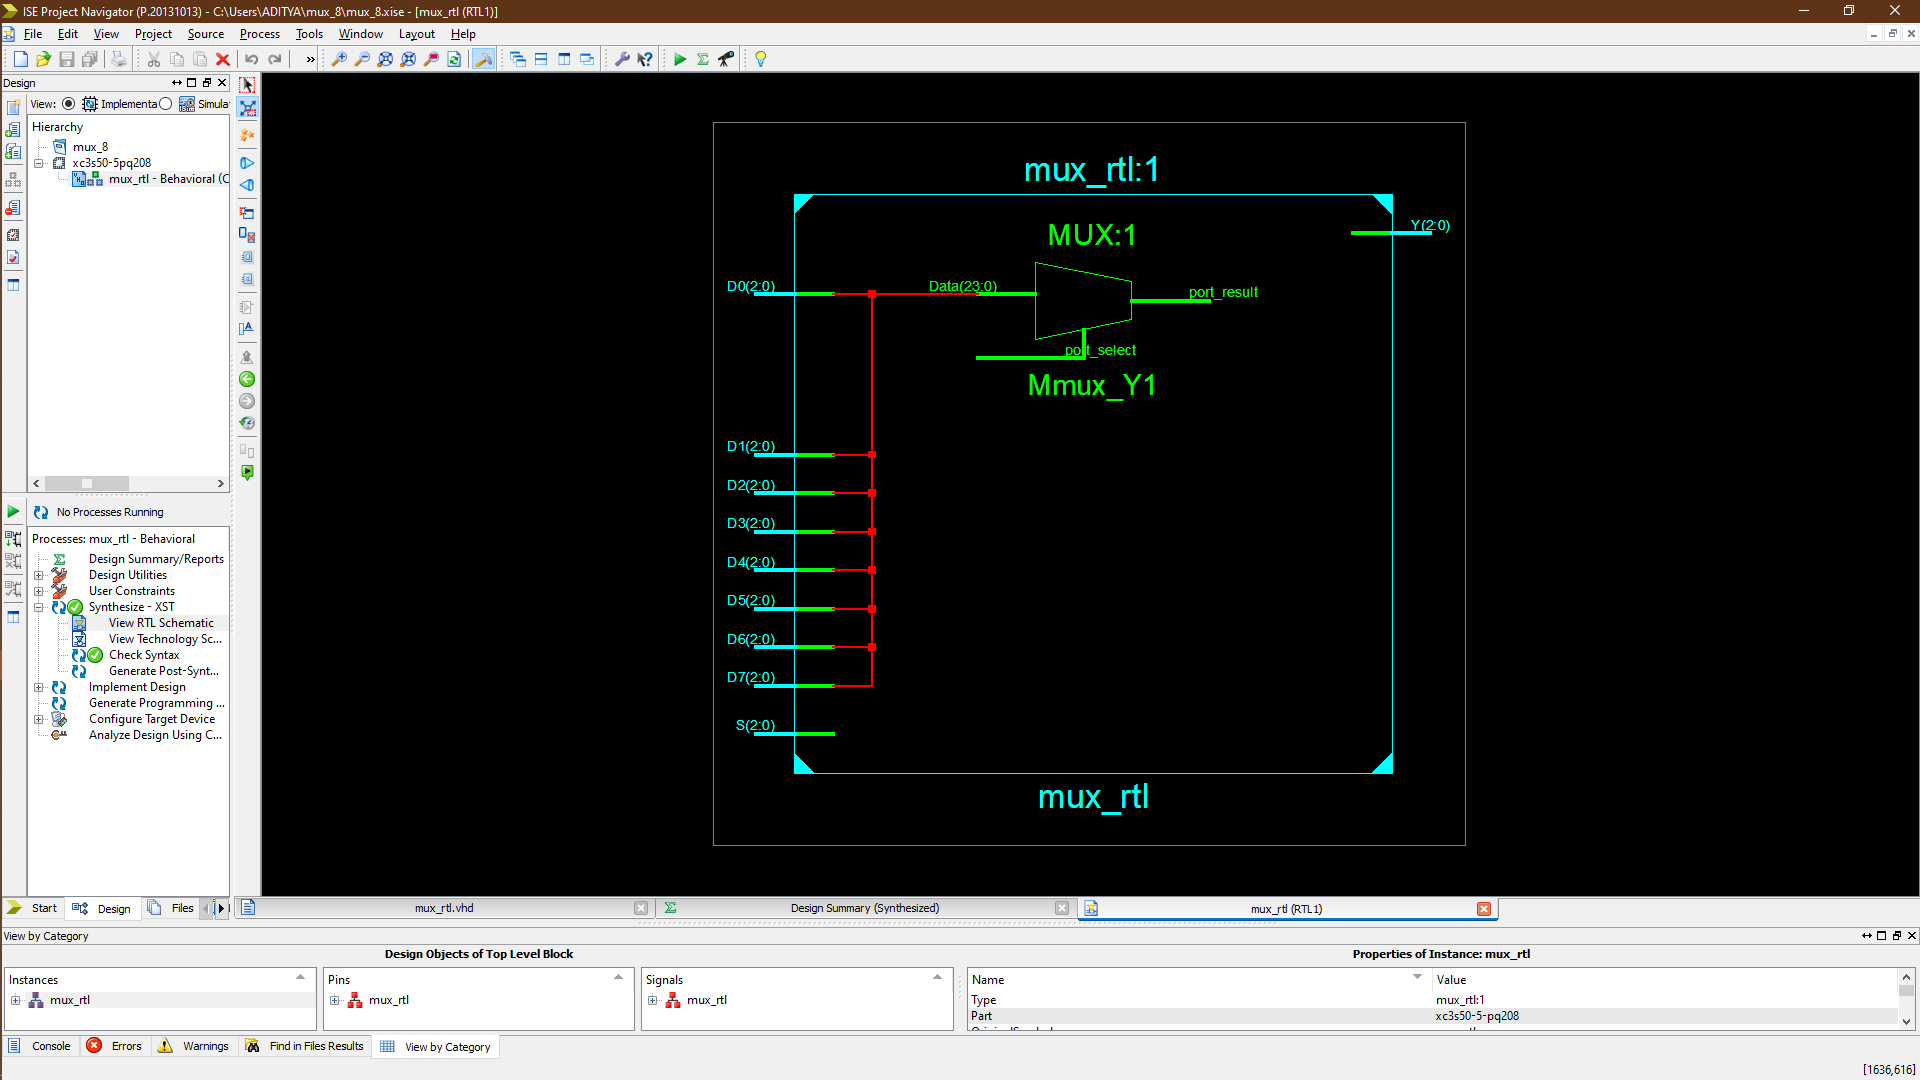 ISE Project Navigator (P.20131013) - C:\Users\ADITYA\mux_8\mux_8.xise - [mux_rtl (RTL1)]
File Edit View Project Source Process Tools Window Layout Help
Design
View: Implementa Simula
Hierarchy
mux_8
xc3s50-5pq208
mux_rtl - Behavioral (C
No Processes Running
Processes: mux_rtl - Behavioral
Design Summary/Reports
Design Utilities
User Constraints
Synthesize - XST
View RTL Schematic
View Technology Sc...
Check Syntax
Generate Post-Synt...
Implement Design
Generate Programming ...
Configure Target Device
Analyze Design Using C...
Start Design Files
mux_rtl:1
MUX:1
Y(2:0)
D0(2:0)
Data(23:0)
port_result
port_select
Mmux_Y1
D1(2:0)
D2(2:0)
D3(2:0)
D4(2:0)
D5(2:0)
D6(2:0)
D7(2:0)
S(2:0)
mux_rtl
mux_rtl.vhd
Design Summary (Synthesized)
mux_rtl (RTL1)
View by Category
Design Objects of Top Level Block
Properties of Instance: mux_rtl
Instances
mux_rtl
Pins
mux_rtl
Signals
mux_rtl
Name Value
Type mux_rtl:1
Part xc3s50-5-pq208
Console Errors Warnings Find in Files Results View by Category
[1636,616]